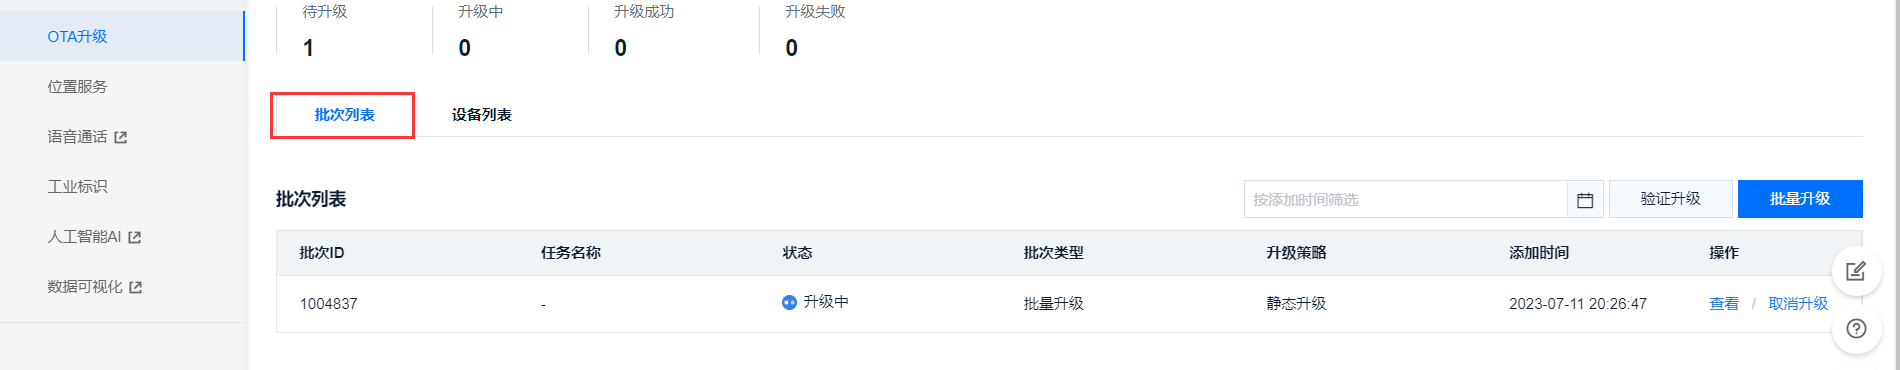 OTA升级
位置服务
语音通话
工业标识
人工智能AI
数据可视化
待升级 升级中 升级成功 升级失败
1 0 0 0
批次列表 设备列表
批次列表 按添加时间筛选 验证升级 批量升级
批次ID 任务名称 状态 批次类型 升级策略 添加时间 操作
1004837 - 升级中 批量升级 静态升级 2023-07-11 20:26:47 查看 / 取消升级